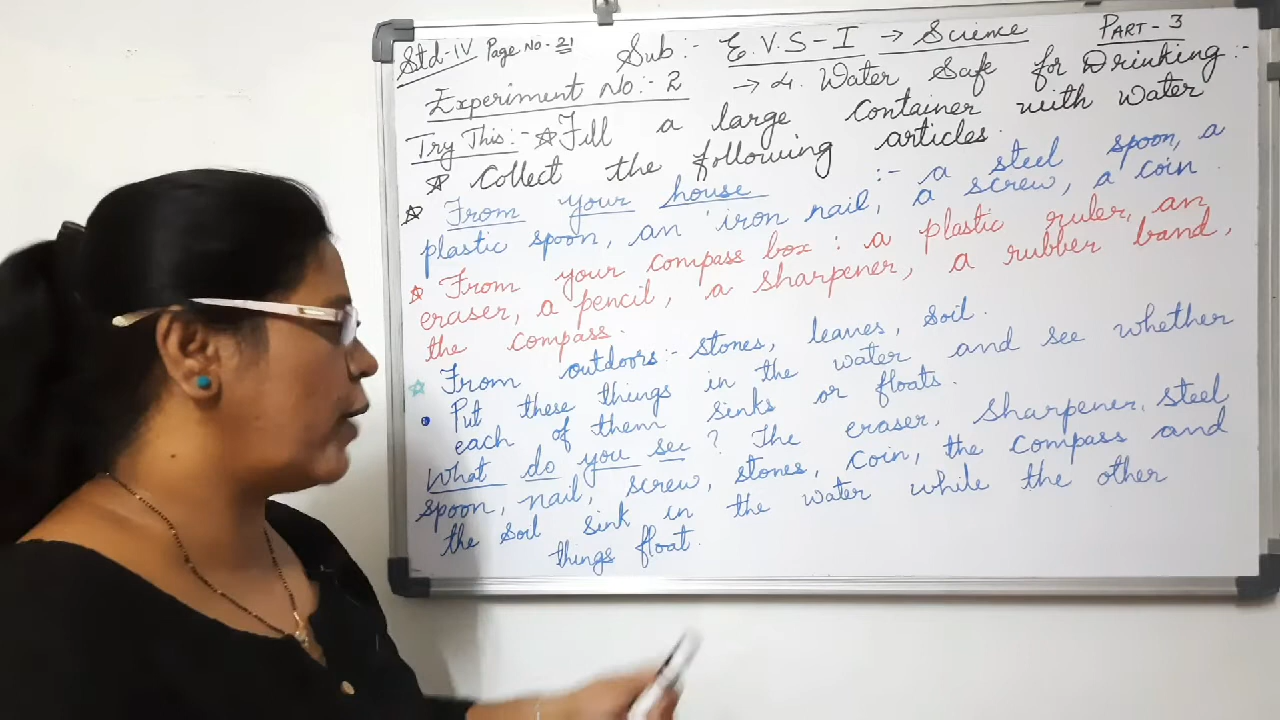 Std-IV Page No-21 Sub:- E.V.S-I → Science PART-3
Experiment No:-2 → 4. Water Safe for Drinking:-
Try This:- ☆Fill a large container with water
☆ Collect the following articles.
☆ From your house :- a steel spoon, a
plastic spoon, an iron nail, a screw, a coin.
☆ From your compass box: a plastic ruler, an
eraser, a pencil, a sharpener, a rubber band,
the compass.
☆ From outdoors:- stones, leaves, soil.
• Put these things in the water and see whether
each of them sinks or floats.
What do you see? The eraser, sharpener, steel
spoon, nail, screw, stones, coin, the compass and
the soil sink in the water while the other
things float.